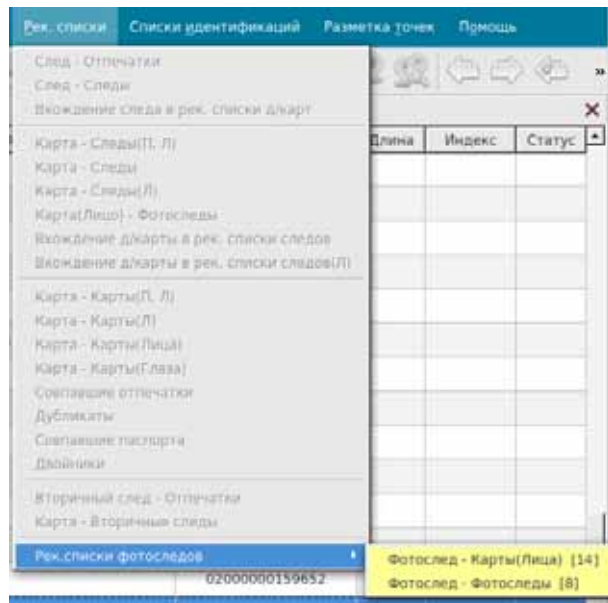 Рек. списки Списки идентификаций Разметка точек Помощь
»
След - Отпечатки
След - Следы
Вхождение следа в рек. списки д/карт
Карта - Следы(П, Л)
Длина Индекс Статус
Карта - Следы
Карта - Следы(Л)
Карта(Лицо) - Фотоследы
Вхождение д/карты в рек. списки следов
Вхождение д/карты в рек. списки следов(Л)
Карта - Карты(П, Л)
Карта - Карты(Л)
Карта - Карты(Лица)
Карта - Карты(Глаза)
Совпавшие отпечатки
Дубликаты
Совпавшие паспорта
Двойники
Вторичный след - Отпечатки
Карта - Вторичные следы
Рек.списки фотоследов
Фотослед - Карты(Лица) [14]
Фотослед - Фотоследы [8]
02000000159652